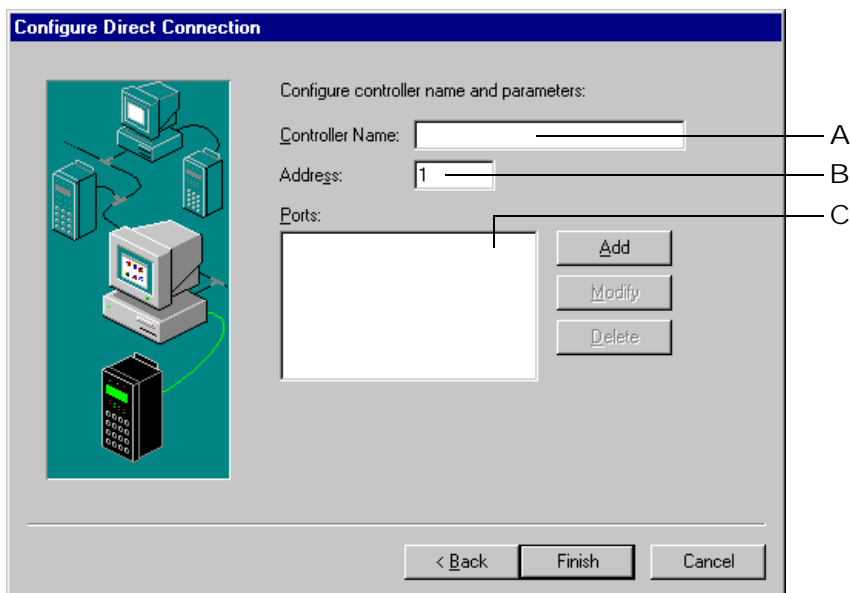 Configure Direct Connection
Configure controller name and parameters:
Controller Name: A
Address: 1 B
Ports: C
Add
Modify
Delete
< Back Finish Cancel